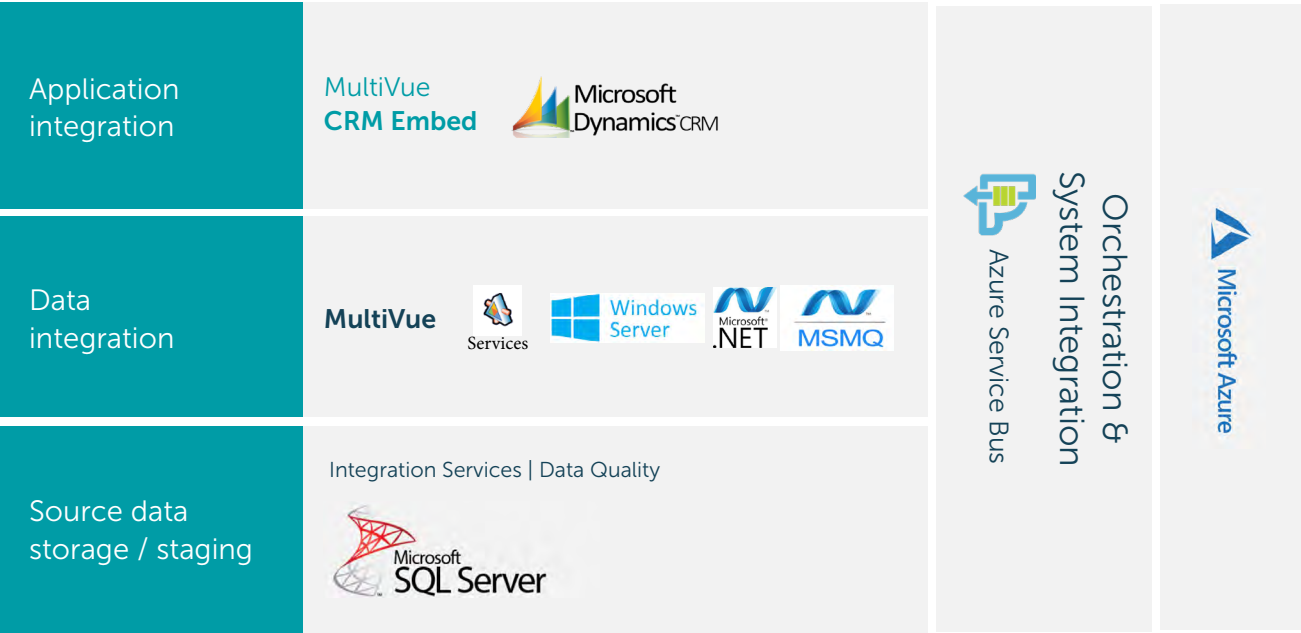 Application
integration
MultiVue
CRM Embed
Microsoft
Dynamics CRM
Data
integration
MultiVue
Services
Windows
Server
Microsoft
.NET
MSMQ
Source data
storage / staging
Integration Services | Data Quality
Microsoft
SQL Server
Orchestration &
System Integration
Azure Service Bus
Microsoft Azure